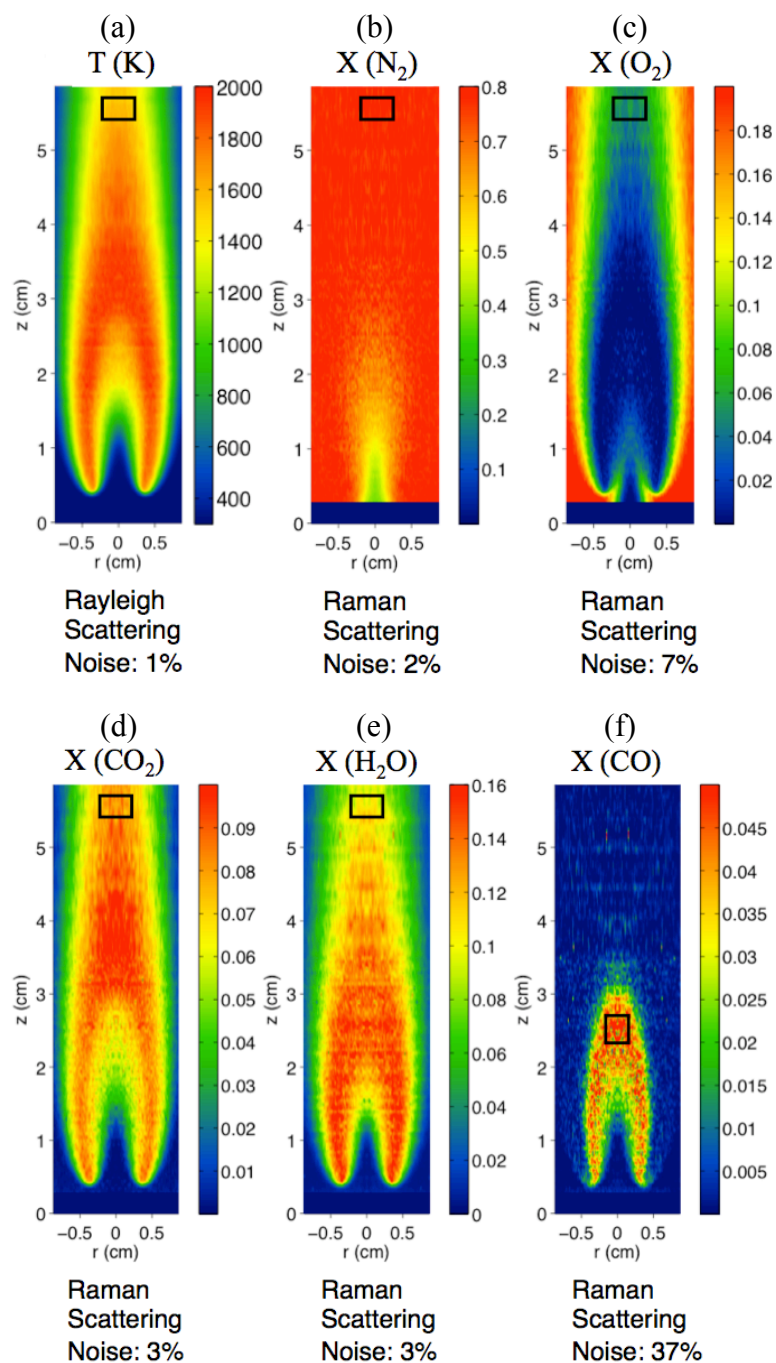 (a)
T (K)
(b)
X (N₂)
(c)
X (O₂)
5
4
3
2
1
0
z (cm)
−0.5 0 0.5
r (cm)
2000
1800
1600
1400
1200
1000
800
600
400
5
4
3
2
1
0
z (cm)
−0.5 0 0.5
r (cm)
0.8
0.7
0.6
0.5
0.4
0.3
0.2
0.1
5
4
3
2
1
0
z (cm)
−0.5 0 0.5
r (cm)
0.18
0.16
0.14
0.12
0.1
0.08
0.06
0.04
0.02
Rayleigh
Scattering
Noise: 1%
Raman
Scattering
Noise: 2%
Raman
Scattering
Noise: 7%
(d)
X (CO₂)
(e)
X (H₂O)
(f)
X (CO)
5
4
3
2
1
0
z (cm)
−0.5 0 0.5
r (cm)
0.09
0.08
0.07
0.06
0.05
0.04
0.03
0.02
0.01
5
4
3
2
1
0
z (cm)
−0.5 0 0.5
r (cm)
0.16
0.14
0.12
0.1
0.08
0.06
0.04
0.02
0
5
4
3
2
1
0
z (cm)
−0.5 0 0.5
r (cm)
0.045
0.04
0.035
0.03
0.025
0.02
0.015
0.01
0.005
Raman
Scattering
Noise: 3%
Raman
Scattering
Noise: 3%
Raman
Scattering
Noise: 37%